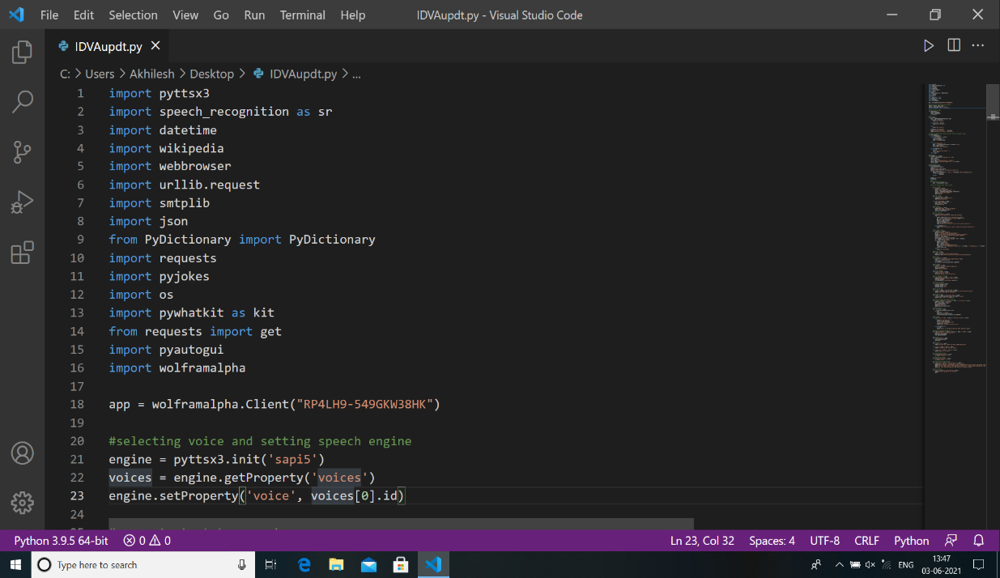 File Edit Selection View Go Run Terminal Help IDVAupdt.py - Visual Studio Code
IDVAupdt.py
C: > Users > Akhilesh > Desktop > IDVAupdt.py > ...
1 import pyttsx3
2 import speech_recognition as sr
3 import datetime
4 import wikipedia
5 import webbrowser
6 import urllib.request
7 import smtplib
8 import json
9 from PyDictionary import PyDictionary
10 import requests
11 import pyjokes
12 import os
13 import pywhatkit as kit
14 from requests import get
15 import pyautogui
16 import wolframalpha
17
18 app = wolframalpha.Client("RP4LH9-549GKW38HK")
19
20 #selecting voice and setting speech engine
21 engine = pyttsx3.init('sapi5')
22 voices = engine.getProperty('voices')
23 engine.setProperty('voice', voices[0].id)
24
Python 3.9.5 64-bit 0 0 Ln 23, Col 32 Spaces: 4 UTF-8 CRLF Python
Type here to search ENG 13:47
03-06-2021